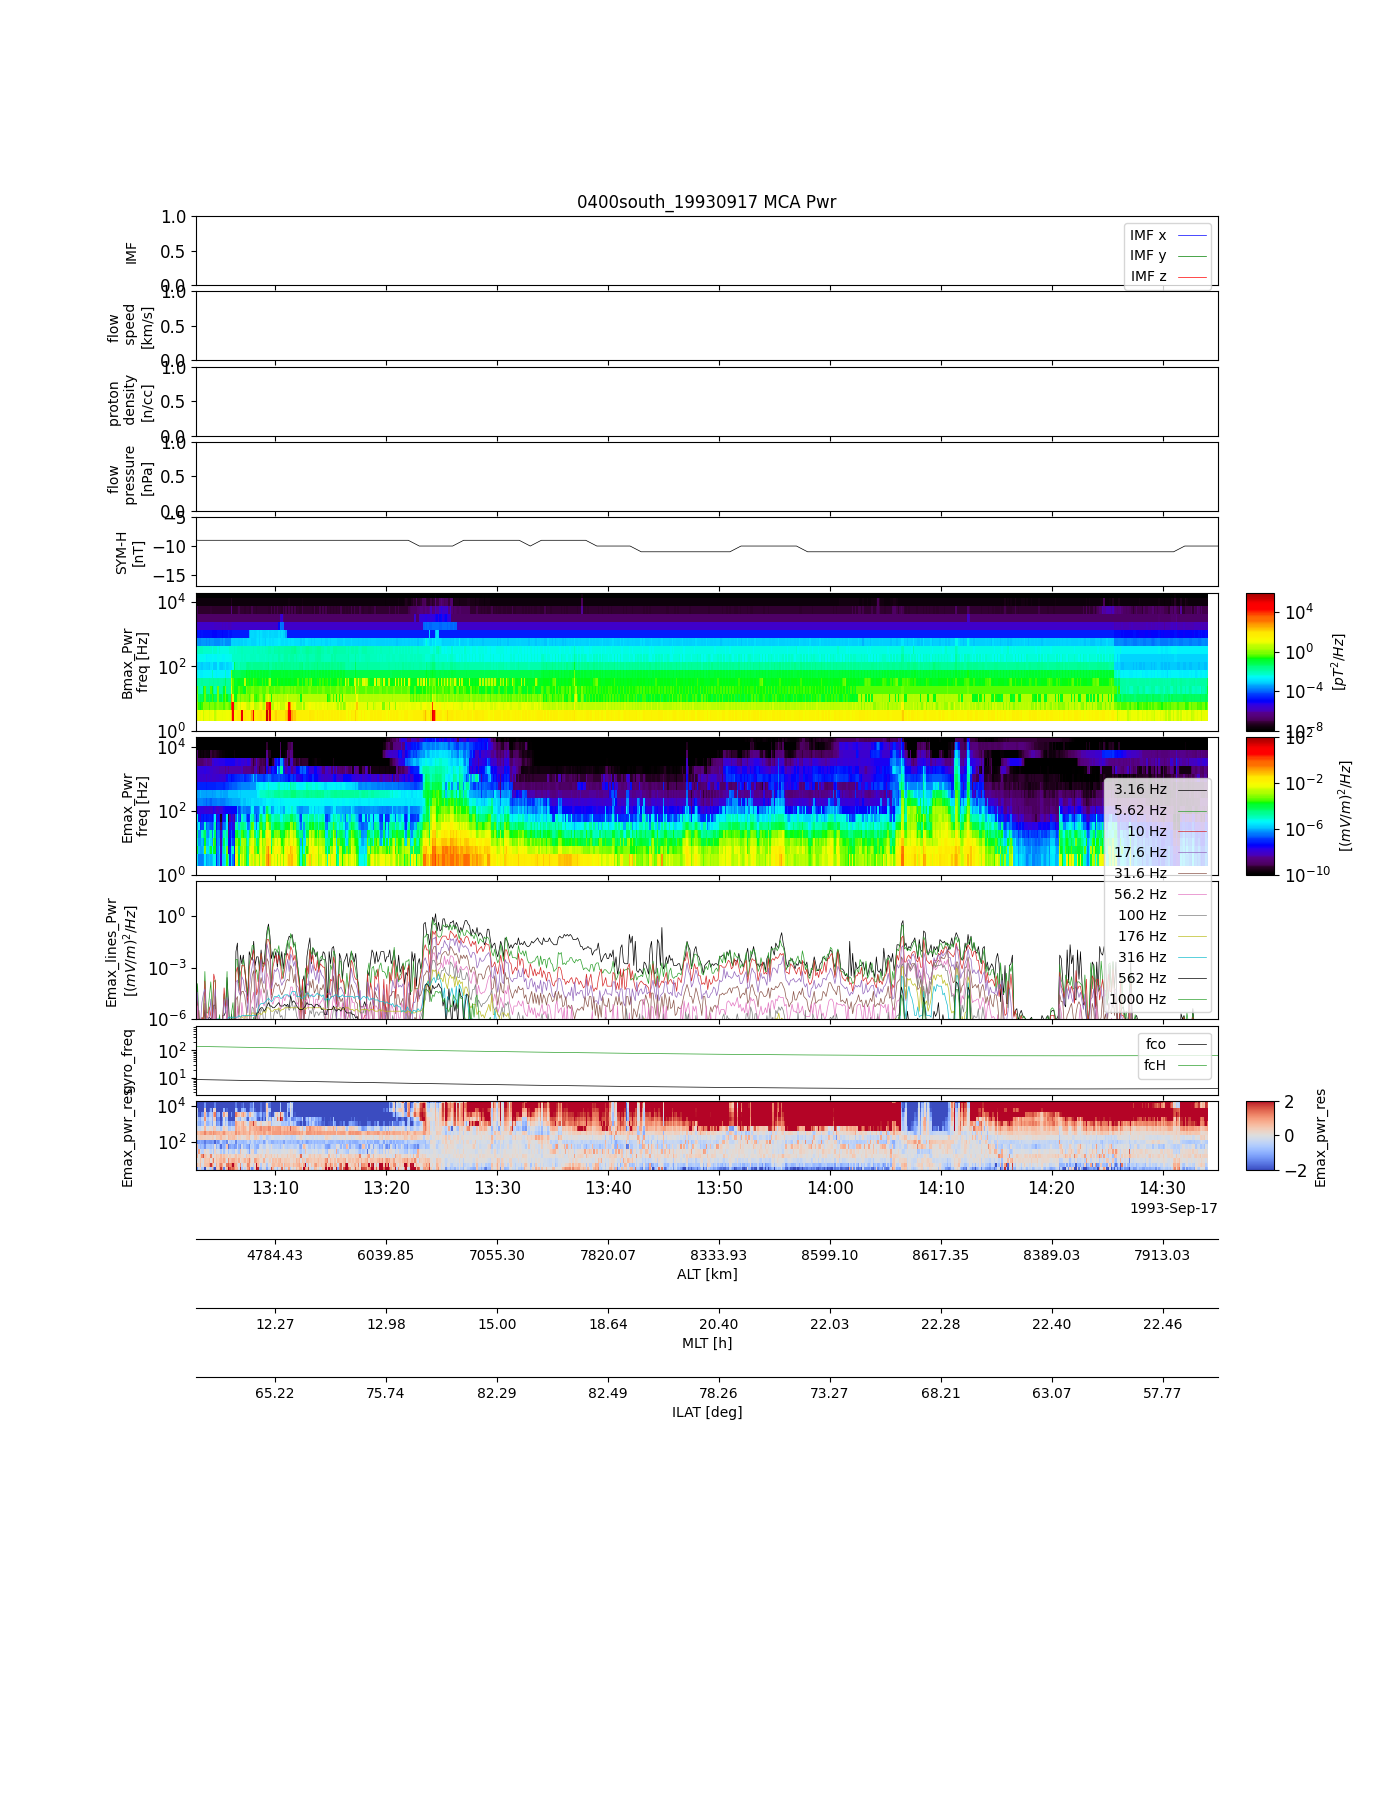 0400south_19930917 MCA Pwr
1.0
0.5
0.0
IMF
IMF x
IMF y
IMF z
1.0
0.5
0.0
flow
speed
[km/s]
1.0
0.5
0.0
proton
density
[n/cc]
1.0
0.5
0.0
flow
pressure
[nPa]
−5
−10
−15
SYM-H
[nT]
10^4
10^2
10^0
Bmax_Pwr
freq [Hz]
10^4
10^0
10^−4
10^−8
[pT^2/Hz]
10^4
10^2
10^0
Emax_Pwr
freq [Hz]
10^2
10^−2
10^−6
10^−10
[(mV/m)^2/Hz]
3.16 Hz
5.62 Hz
10 Hz
17.6 Hz
31.6 Hz
56.2 Hz
100 Hz
176 Hz
316 Hz
562 Hz
1000 Hz
10^0
10^−3
10^−6
Emax_lines_Pwr
[(mV/m)^2/Hz]
10^2
10^1
gyro_freq
fco
fcH
10^4
10^2
Emax_pwr_res
2
0
−2
Emax_pwr_res
13:10 13:20 13:30 13:40 13:50 14:00 14:10 14:20 14:30
1993-Sep-17
4784.43 6039.85 7055.30 7820.07 8333.93 8599.10 8617.35 8389.03 7913.03
ALT [km]
12.27 12.98 15.00 18.64 20.40 22.03 22.28 22.40 22.46
MLT [h]
65.22 75.74 82.29 82.49 78.26 73.27 68.21 63.07 57.77
ILAT [deg]